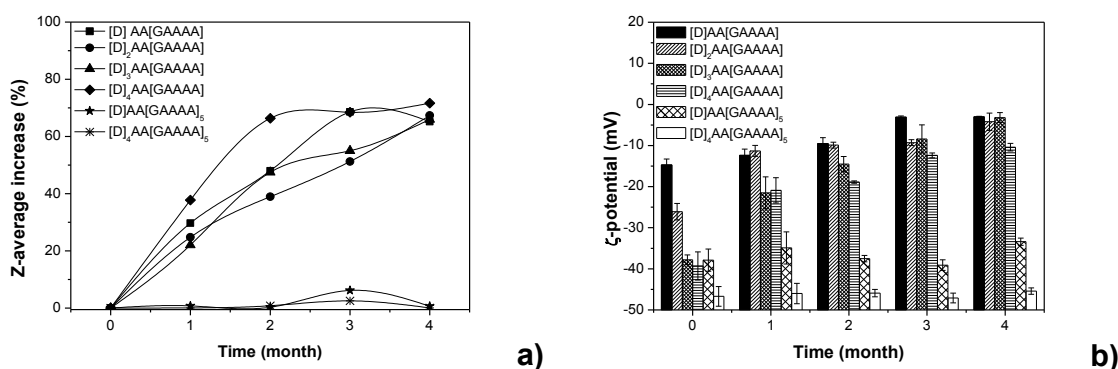 [D] AA[GAAAA]
[D]₂AA[GAAAA]
[D]₃AA[GAAAA]
[D]₄AA[GAAAA]
[D]AA[GAAAA]₅
[D]₄AA[GAAAA]₅
Z-average increase (%)
100
80
60
40
20
0
0 1 2 3 4
Time (month)
a)
[D]AA[GAAAA]
[D]₂AA[GAAAA]
[D]₃AA[GAAAA]
[D]₄AA[GAAAA]
[D]AA[GAAAA]₅
[D]₄AA[GAAAA]₅
ζ-potential (mV)
20
10
0
-10
-20
-30
-40
-50
0 1 2 3 4
Time (month)
b)